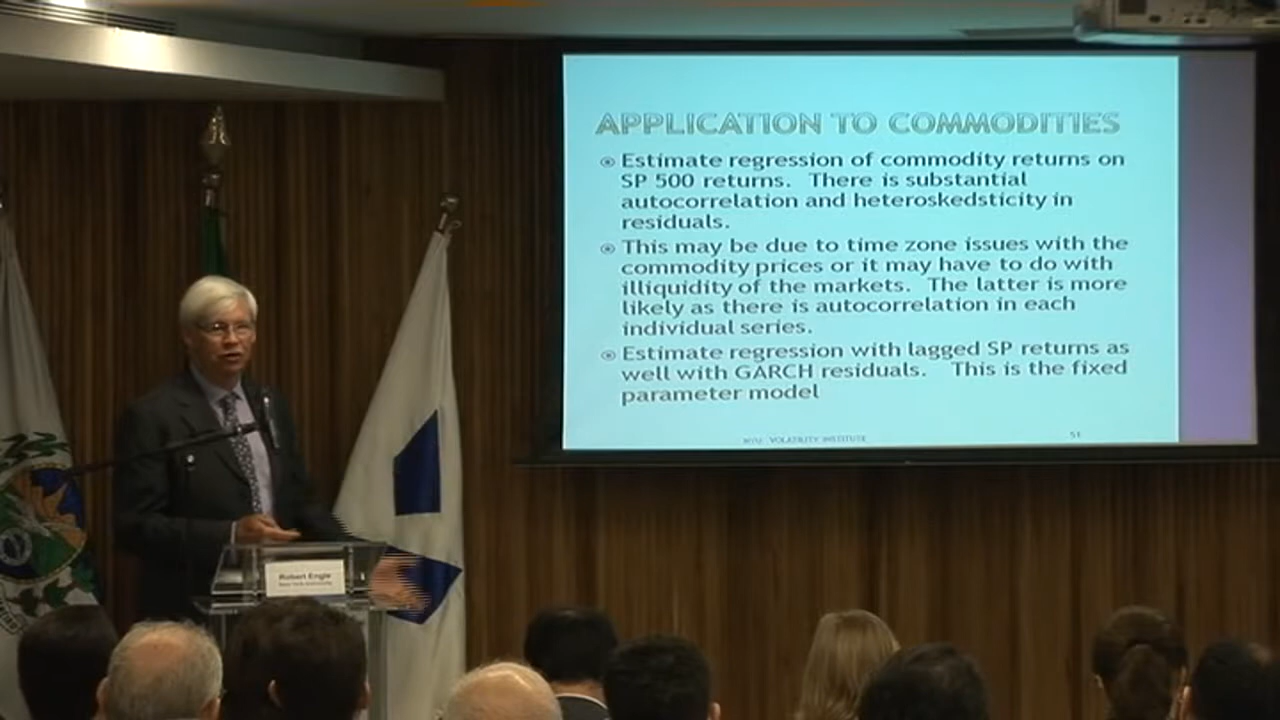 APPLICATION TO COMMODITIES
Estimate regression of commodity returns on
SP 500 returns. There is substantial
autocorrelation and heteroskedsticity in
residuals.
This may be due to time zone issues with the
commodity prices or it may have to do with
illiquidity of the markets. The latter is more
likely as there is autocorrelation in each
individual series.
Estimate regression with lagged SP returns as
well with GARCH residuals. This is the fixed
parameter model
NYU VOLATILITY INSTITUTE
51
Robert Engle